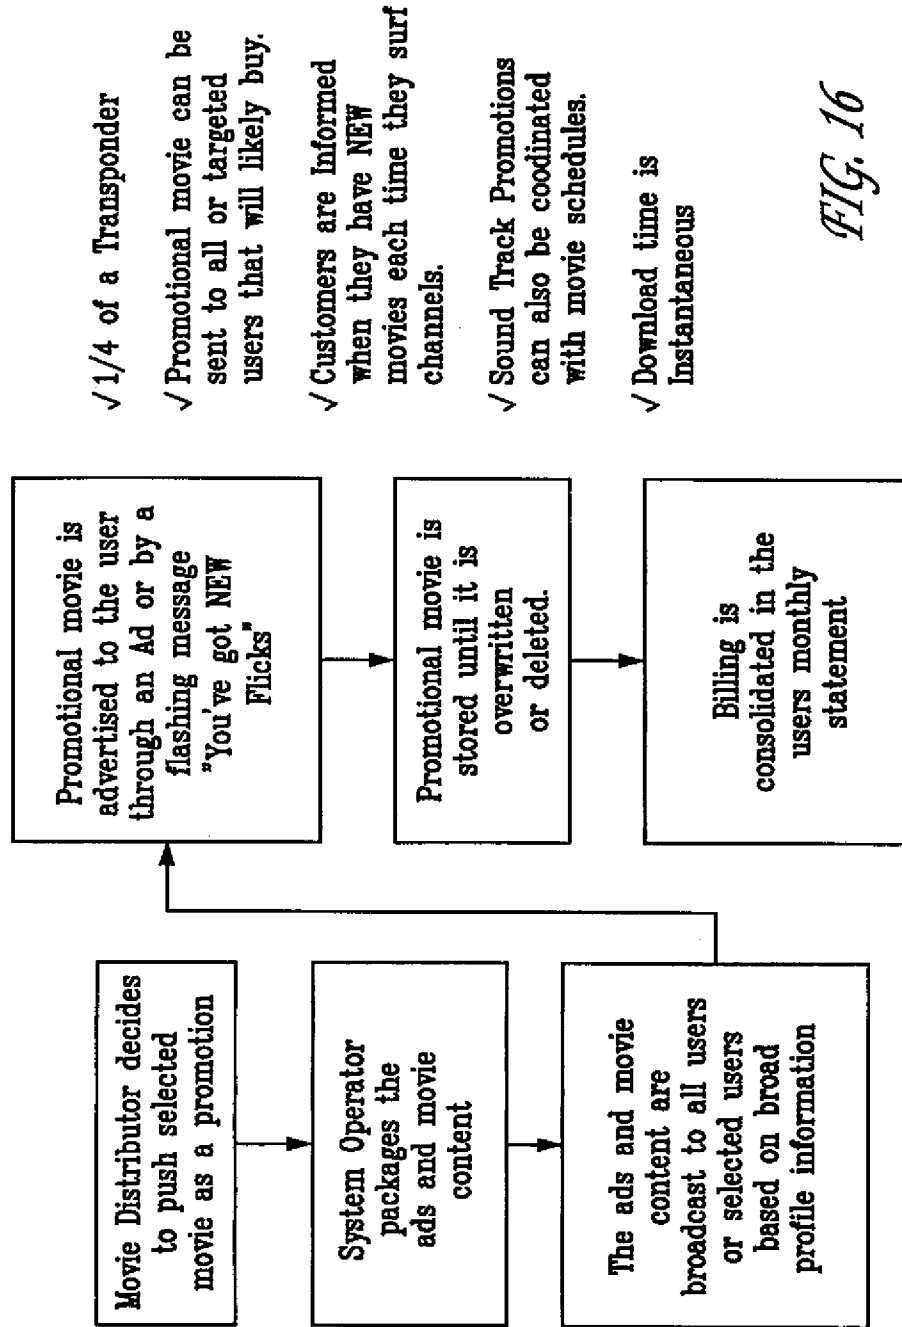 Movie Distributor decides
to push selected
movie as a promotion
System Operator
packages the
ads and movie
content
The ads and movie
content are
broadcast to all users
or selected users
based on broad
profile information
Promotional movie is
advertised to the user
through an Ad or by a
flashing message
"You've got NEW
Flicks"
Promotional movie is
stored until it is
overwritten
or deleted.
Billing is
consolidated in the
users monthly
statement
√ 1/4 of a Transponder
√ Promotional movie can be
sent to all or targeted
users that will likely buy.
√ Customers are Informed
when they have NEW
movies each time they surf
channels.
√ Sound Track Promotions
can also be coodinated
with movie schedules.
√ Download time is
Instantaneous
FIG. 16